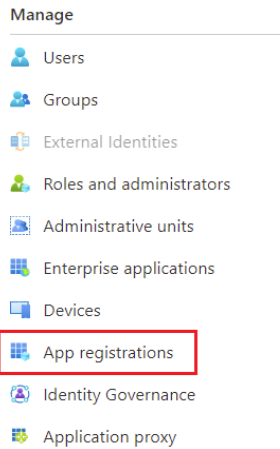 Manage
Users
Groups
External Identities
Roles and administrators
Administrative units
Enterprise applications
Devices
App registrations
Identity Governance
Application proxy